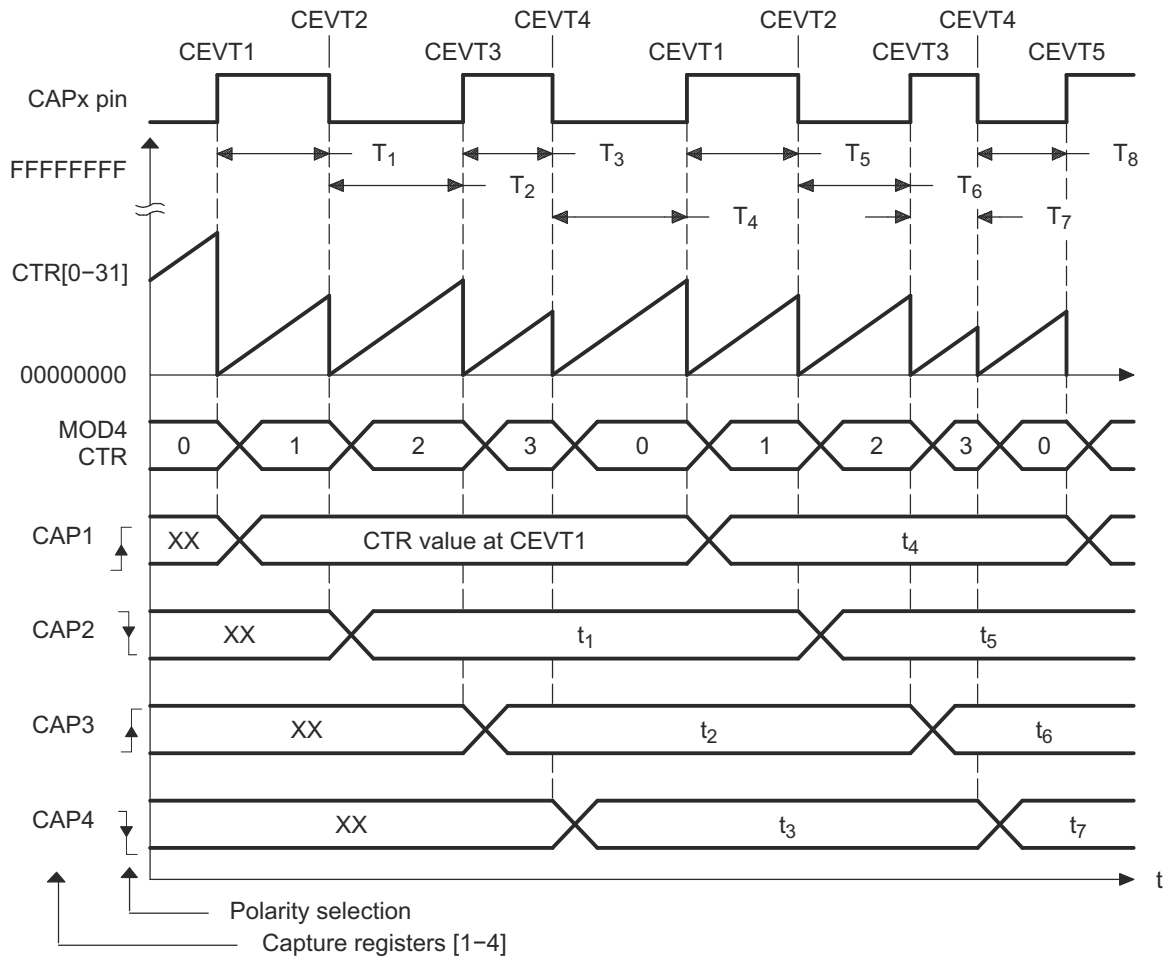 CEVT2 CEVT4 CEVT2 CEVT4
CEVT1 CEVT3 CEVT1 CEVT3 CEVT5
CAPx pin
T1 T3 T5 T8
FFFFFFFF
T2 T6
T4 T7
CTR[0−31]
00000000
MOD4
CTR
0 1 2 3 0 1 2 3 0
CAP1 XX CTR value at CEVT1 t4
CAP2 XX t1 t5
CAP3 XX t2 t6
CAP4 XX t3 t7
t
Polarity selection
Capture registers [1−4]